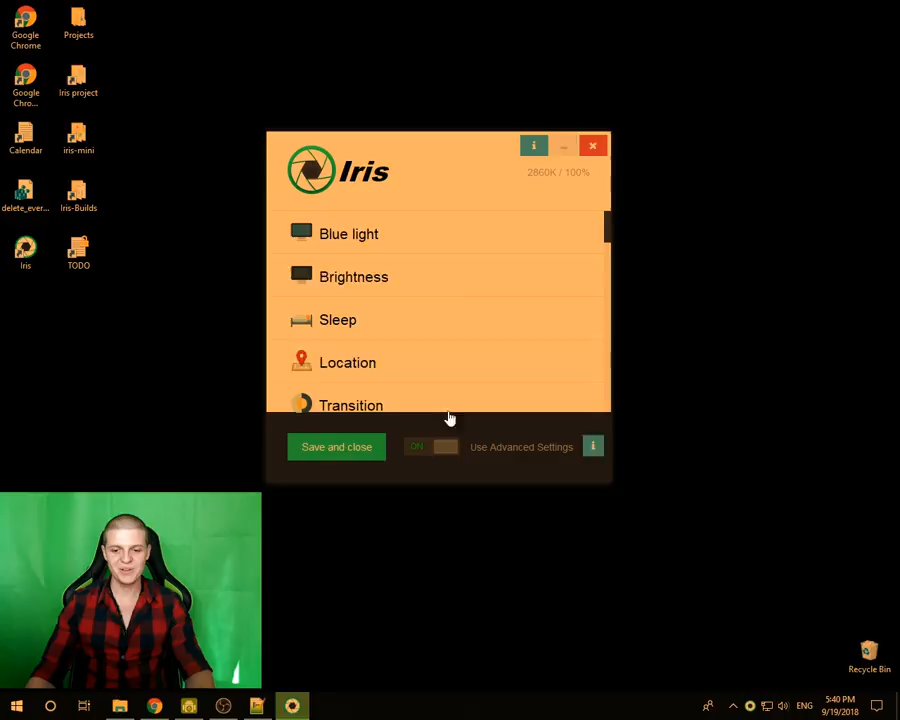 Google
Chrome
Projects
Google
Chro...
Iris project
Calendar
iris-mini
delete_ever...
Iris-Builds
Iris
TODO
Iris
2860K / 100%
Blue light
Brightness
Sleep
Location
Transition
Save and close
ON
Use Advanced Settings
Recycle Bin
ENG
5:40 PM
9/19/2018